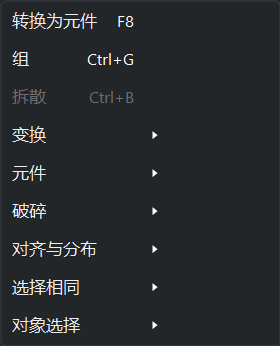 转换为元件 F8
组 Ctrl+G
拆散 Ctrl+B
变换
元件
破碎
对齐与分布
选择相同
对象选择